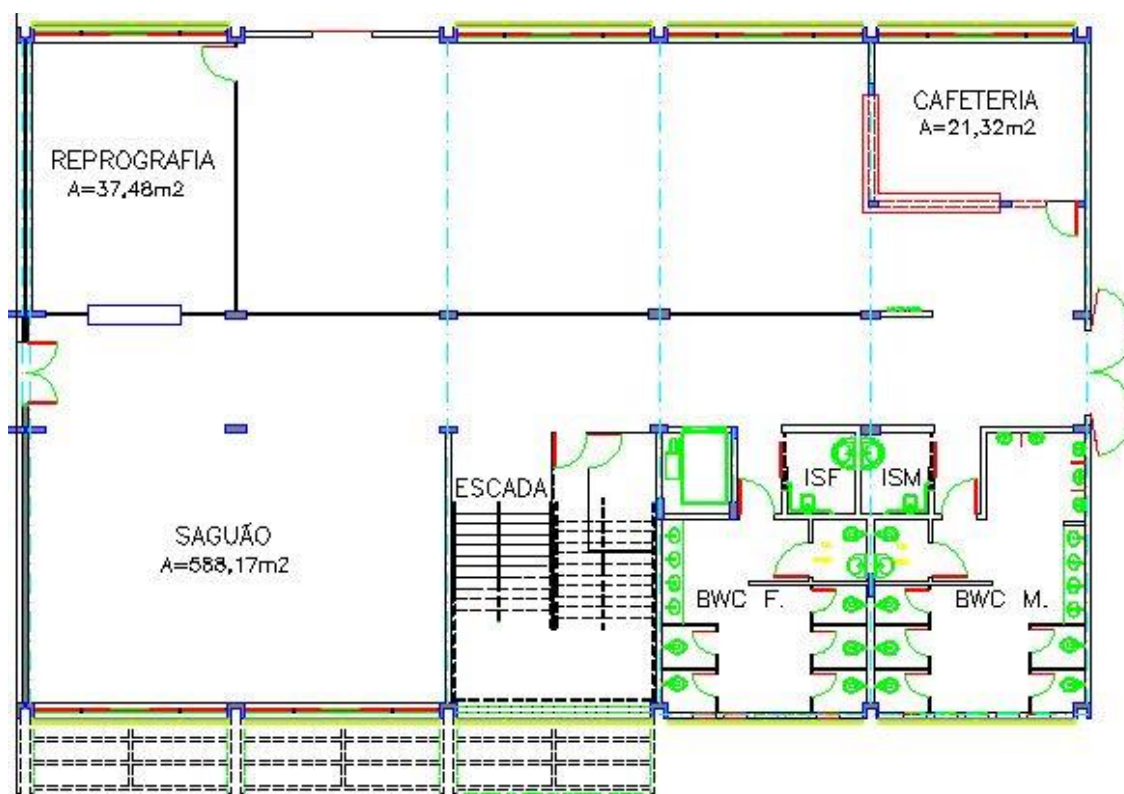 CAFETERIA
A=21,32m2
REPROGRAFIA
A=37,48m2
ESCADA
ISF
ISM
SAGUÃO
A=588,17m2
BWC F.
BWC M.